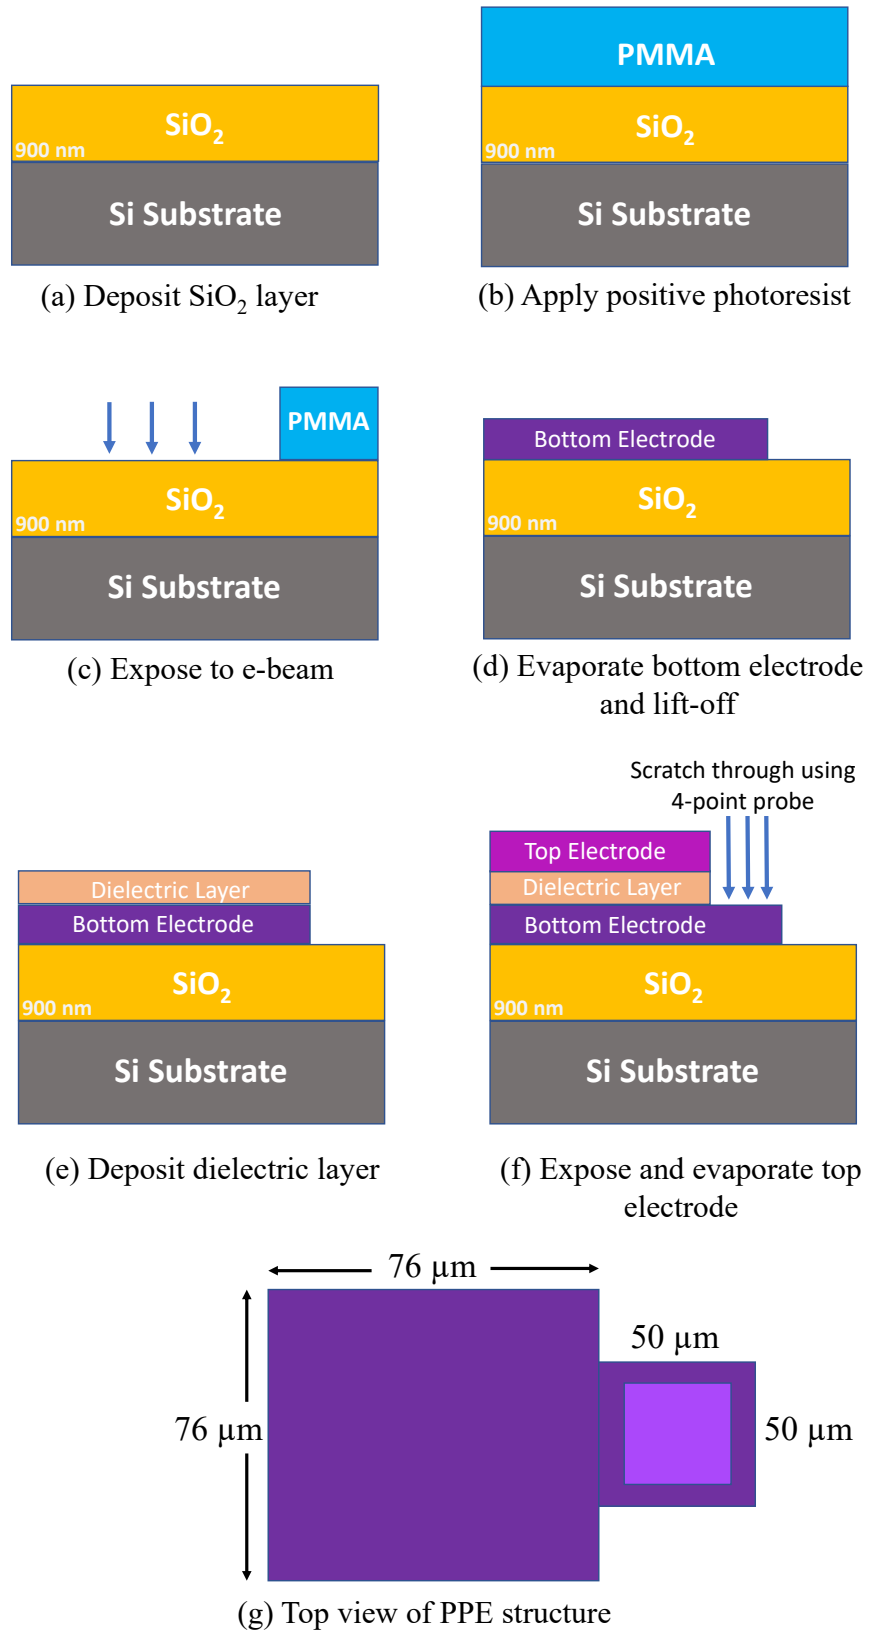 SiO₂
900 nm
Si Substrate
(a) Deposit SiO₂ layer
PMMA
SiO₂
900 nm
Si Substrate
(b) Apply positive photoresist
PMMA
SiO₂
900 nm
Si Substrate
(c) Expose to e-beam
Bottom Electrode
SiO₂
900 nm
Si Substrate
(d) Evaporate bottom electrode
and lift-off
Dielectric Layer
Bottom Electrode
SiO₂
900 nm
Si Substrate
(e) Deposit dielectric layer
Scratch through using
4-point probe
Top Electrode
Dielectric Layer
Bottom Electrode
SiO₂
900 nm
Si Substrate
(f) Expose and evaporate top
electrode
76 µm
76 µm
50 µm
50 µm
(g) Top view of PPE structure